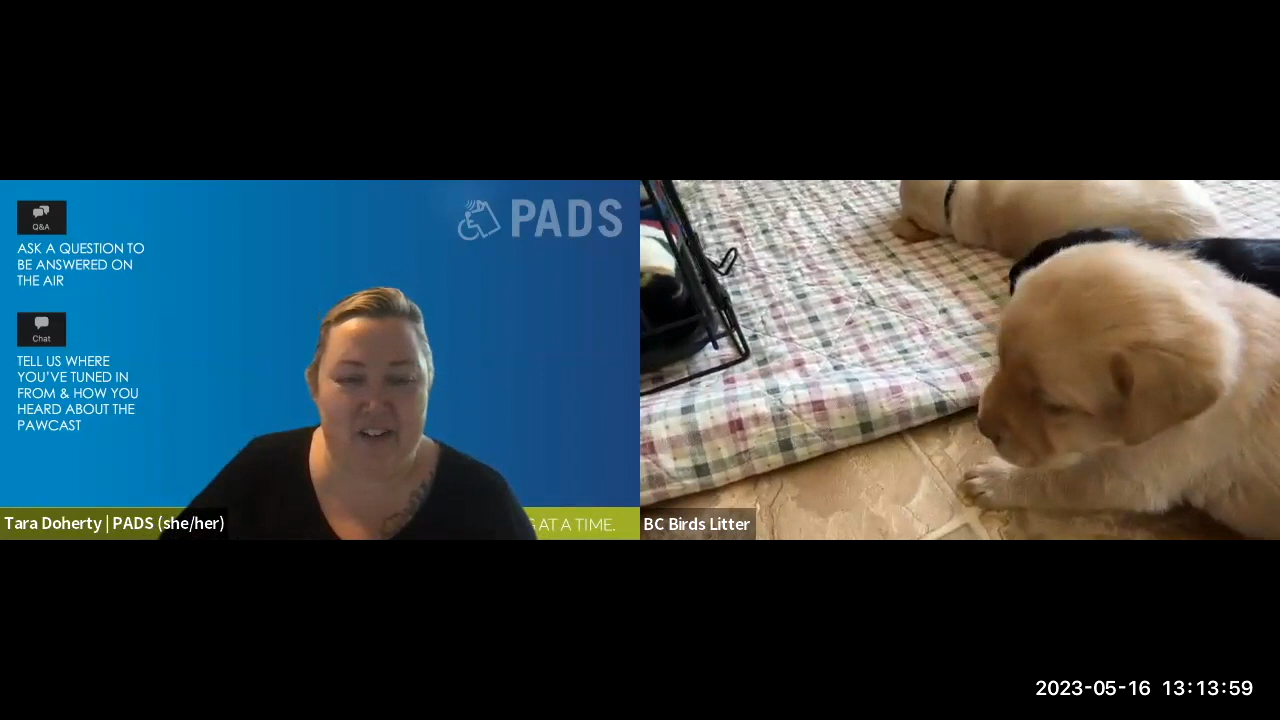 Q&A
ASK A QUESTION TO
BE ANSWERED ON
THE AIR
Chat
TELL US WHERE
YOU'VE TUNED IN
FROM & HOW YOU
HEARD ABOUT THE
PAWCAST
PADS
Tara Doherty | PADS (she/her)
AT A TIME.
BC Birds Litter
2023-05-16 13:13:59